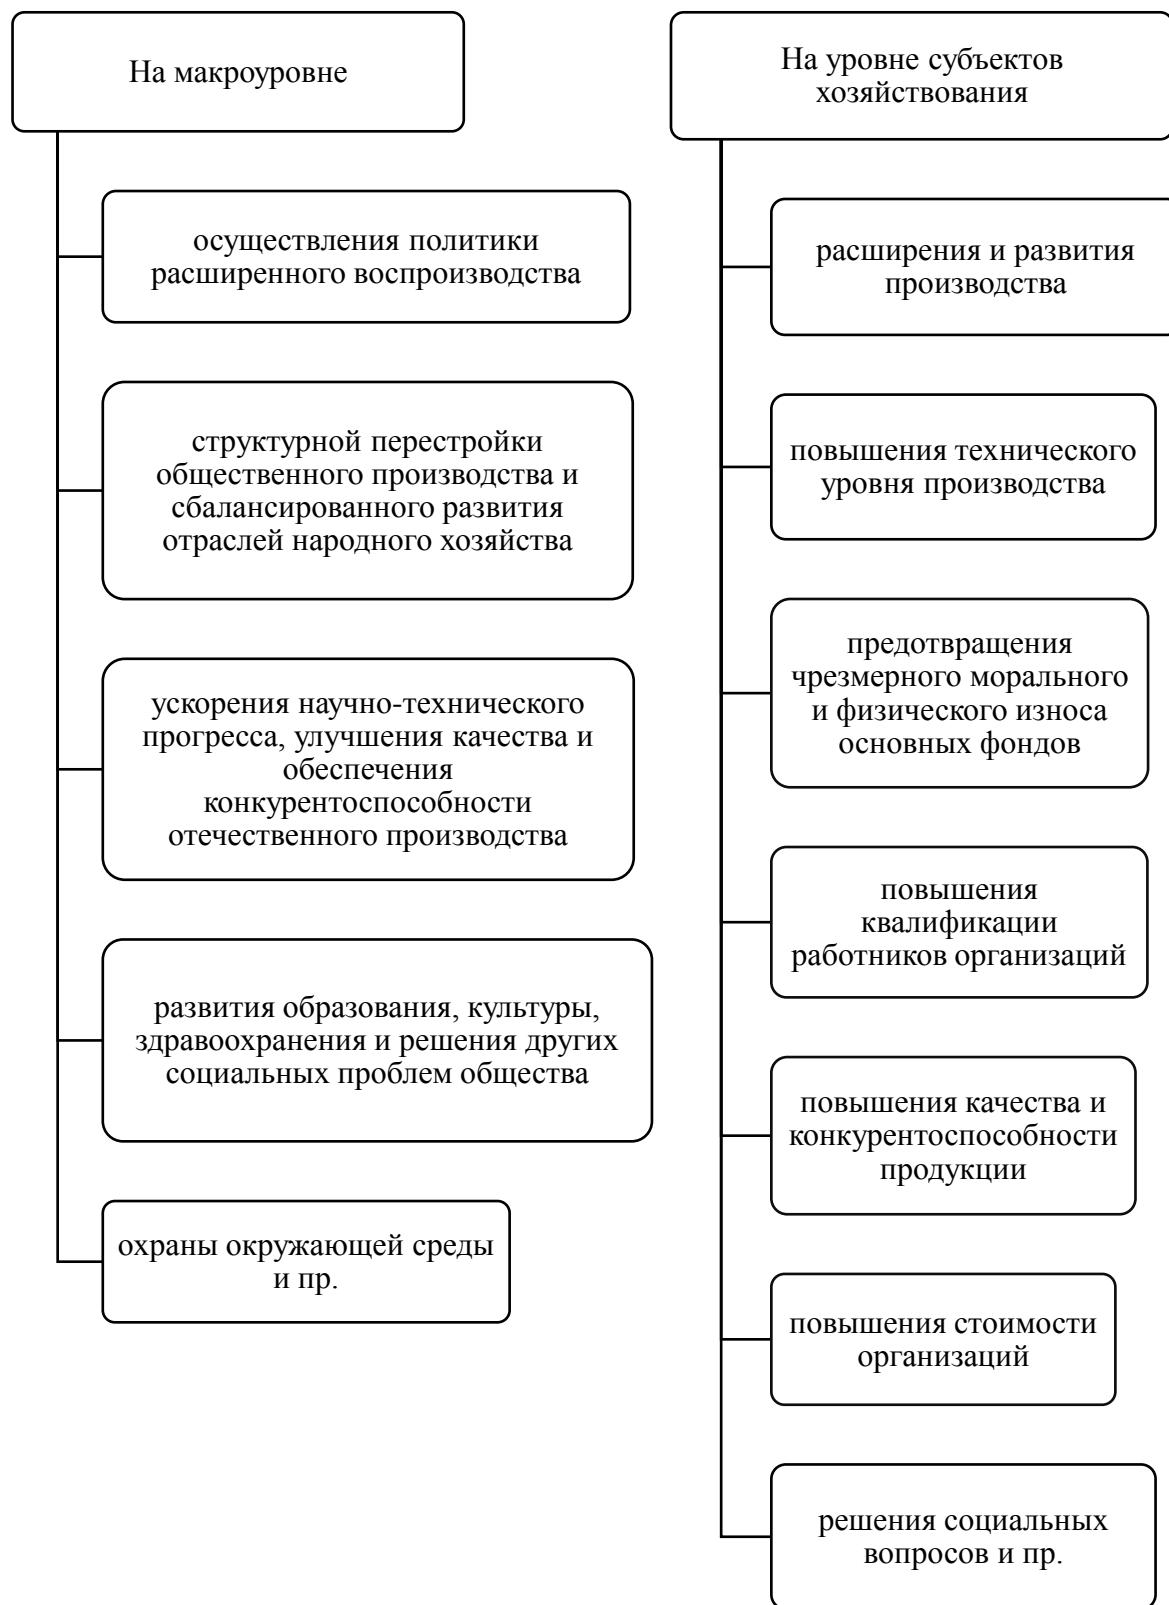 На макроуровне
осуществления политики
расширенного воспроизводства
структурной перестройки
общественного производства и
сбалансированного развития
отраслей народного хозяйства
ускорения научно-технического
прогресса, улучшения качества и
обеспечения
конкурентоспособности
отечественного производства
развития образования, культуры,
здравоохранения и решения других
социальных проблем общества
охраны окружающей среды
и пр.
На уровне субъектов
хозяйствования
расширения и развития
производства
повышения технического
уровня производства
предотвращения
чрезмерного морального
и физического износа
основных фондов
повышения
квалификации
работников организаций
повышения качества и
конкурентоспособности
продукции
повышения стоимости
организаций
решения социальных
вопросов и пр.